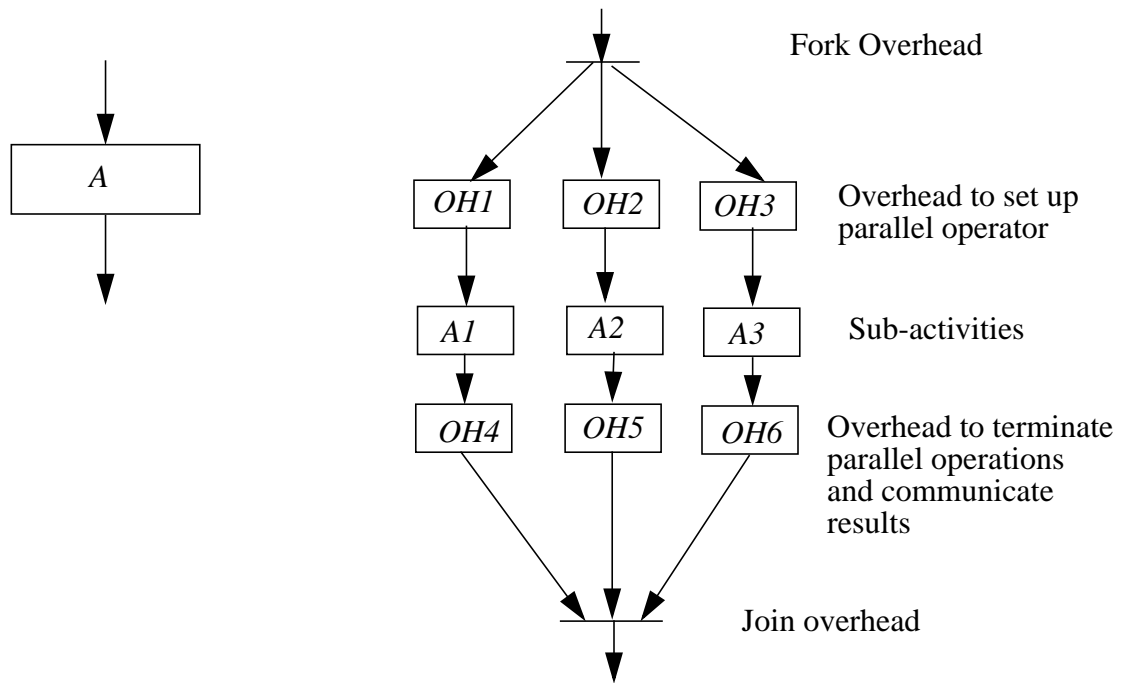 Fork Overhead
A
OH1 OH2 OH3
Overhead to set up
parallel operator
A1 A2 A3
Sub-activities
OH4 OH5 OH6
Overhead to terminate
parallel operations
and communicate
results
Join overhead